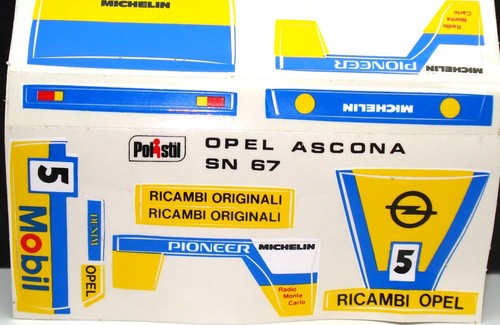 MICHELIN
Radio
Monte
Carlo
PIONEER MICHELIN
MICHELIN
Polistil OPEL ASCONA
SN 67
5
Mobil
OPEL
RICAMBI ORIGINALI
RICAMBI ORIGINALI
PIONEER MICHELIN
Radio
Monte
Carlo
5
RICAMBI OPEL